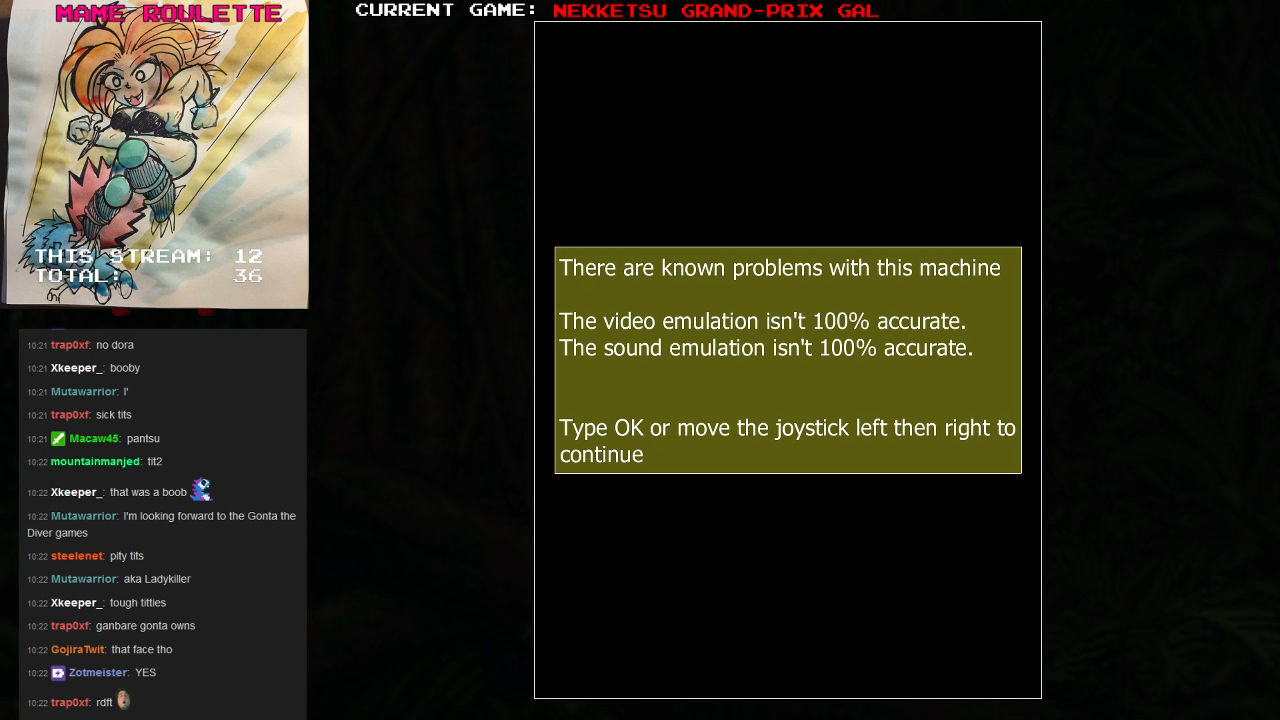 MAME ROULETTE
CURRENT GAME: NEKKETSU GRAND-PRIX GAL
THIS STREAM: 12
TOTAL: 36
10:21 trap0xf: no dora
10:21 Xkeeper_: booby
10:21 Mutawarrior: I'
10:21 trap0xf: sick tits
10:21 Macaw45: pantsu
10:22 mountainmanjed: tit2
10:22 Xkeeper_: that was a boob
10:22 Mutawarrior: I'm looking forward to the Gonta the
Diver games
10:22 steelenet: pity tits
10:22 Mutawarrior: aka Ladykiller
10:22 Xkeeper_: tough titties
10:22 trap0xf: ganbare gonta owns
10:22 GojiraTwit: that face tho
10:22 Zotmeister: YES
10:22 trap0xf: rdft
There are known problems with this machine
The video emulation isn't 100% accurate.
The sound emulation isn't 100% accurate.
Type OK or move the joystick left then right to
continue